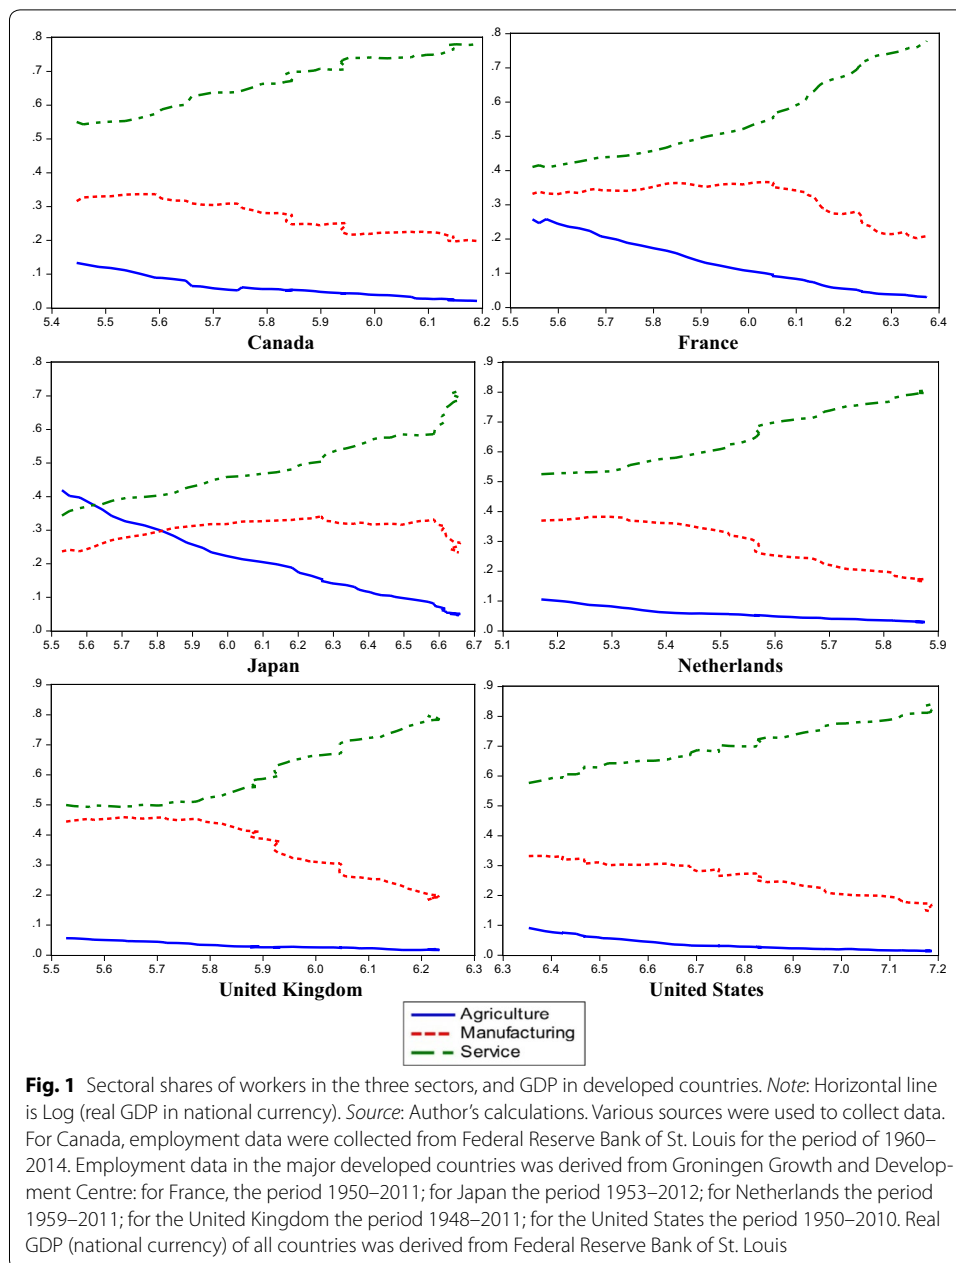 .8
.7
.6
.5
.4
.3
.2
.1
.0
5.4 5.5 5.6 5.7 5.8 5.9 6.0 6.1 6.2
Canada
.8
.7
.6
.5
.4
.3
.2
.1
.0
5.5 5.6 5.7 5.8 5.9 6.0 6.1 6.2 6.3 6.4
France
.8
.7
.6
.5
.4
.3
.2
.1
.0
5.5 5.6 5.7 5.8 5.9 6.0 6.1 6.2 6.3 6.4 6.5 6.6 6.7
Japan
.9
.8
.7
.6
.5
.4
.3
.2
.1
.0
5.1 5.2 5.3 5.4 5.5 5.6 5.7 5.8 5.9
Netherlands
.9
.8
.7
.6
.5
.4
.3
.2
.1
.0
5.5 5.6 5.7 5.8 5.9 6.0 6.1 6.2 6.3
United Kingdom
.9
.8
.7
.6
.5
.4
.3
.2
.1
.0
6.3 6.4 6.5 6.6 6.7 6.8 6.9 7.0 7.1 7.2
United States
Agriculture
Manufacturing
Service
Fig. 1 Sectoral shares of workers in the three sectors, and GDP in developed countries. Note: Horizontal line
is Log (real GDP in national currency). Source: Author's calculations. Various sources were used to collect data.
For Canada, employment data were collected from Federal Reserve Bank of St. Louis for the period of 1960–
2014. Employment data in the major developed countries was derived from Groningen Growth and Develop-
ment Centre: for France, the period 1950–2011; for Japan the period 1953–2012; for Netherlands the period
1959–2011; for the United Kingdom the period 1948–2011; for the United States the period 1950–2010. Real
GDP (national currency) of all countries was derived from Federal Reserve Bank of St. Louis